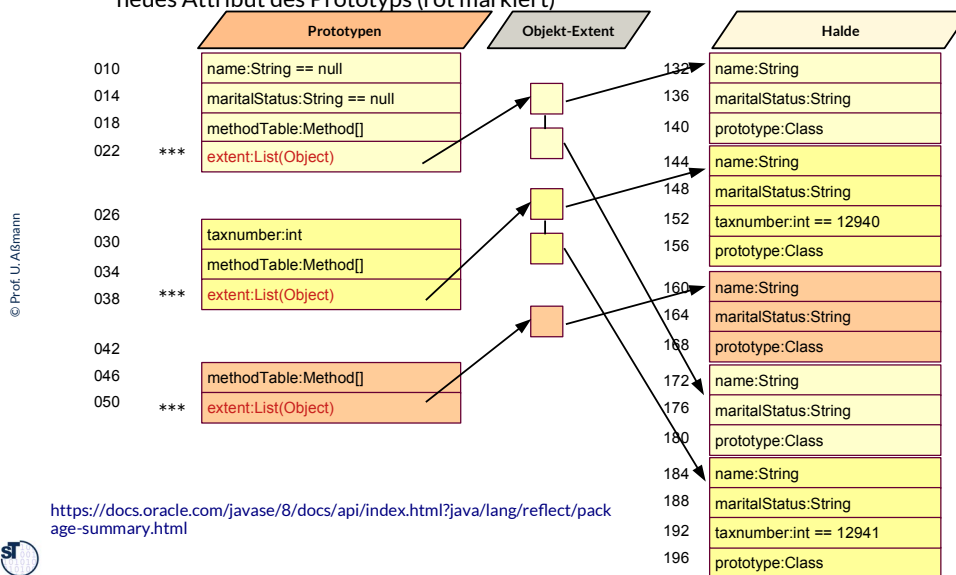 neues Attribut des Prototyps (rot markiert)
Prototypen
Objekt-Extent
Halde
010
name:String == null
014
maritalStatus:String == null
018
methodTable:Method[]
022
***
extent:List(Object)
026
taxnumber:int
030
methodTable:Method[]
034
extent:List(Object)
038
***
042
046
methodTable:Method[]
050
***
extent:List(Object)
132
name:String
136
maritalStatus:String
140
prototype:Class
144
name:String
148
maritalStatus:String
152
taxnumber:int == 12940
156
prototype:Class
160
name:String
164
maritalStatus:String
168
prototype:Class
172
name:String
176
maritalStatus:String
180
prototype:Class
184
name:String
188
maritalStatus:String
192
taxnumber:int == 12941
196
prototype:Class
https://docs.oracle.com/javase/8/docs/api/index.html?java/lang/reflect/pack
age-summary.html
© Prof. U. Aßmann
ST